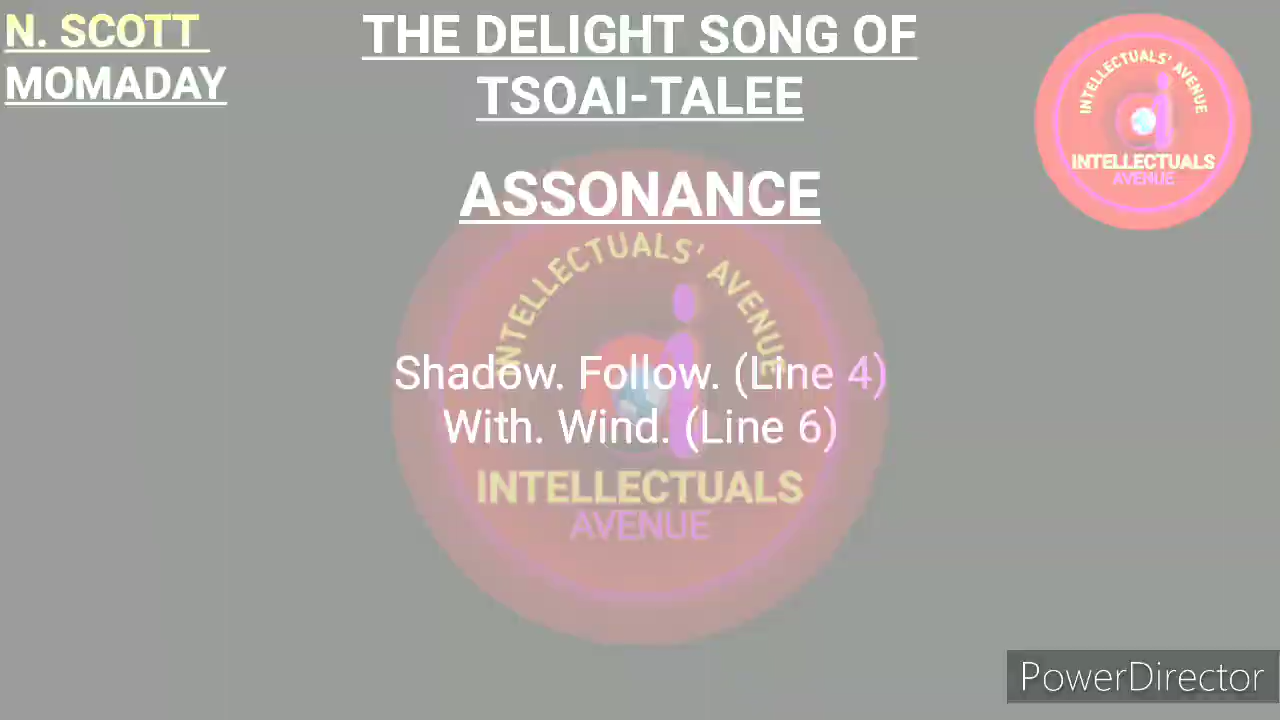 N. SCOTT
MOMADAY
THE DELIGHT SONG OF
TSOAI-TALEE
INTELLECTUALS' AVENUE
INTELLECTUALS
AVENUE
ASSONANCE
INTELLECTUALS' AVENUE
Shadow. Follow. (Line 4)
With. Wind. (Line 6)
INTELLECTUALS
AVENUE
PowerDirector